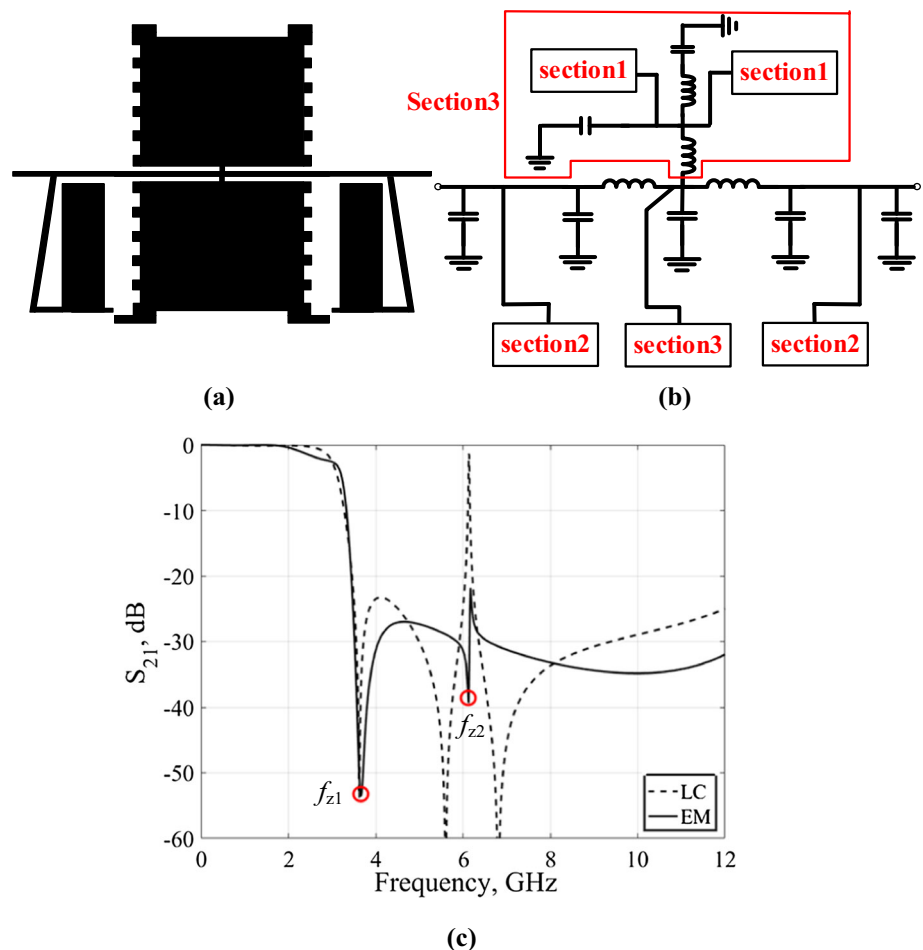 section1
section1
Section3
(a)
section2
section3
section2
(b)
S21, dB
0
-10
-20
-30
-40
-50
-60
fz1
fz2
LC
EM
0
2
4
6
8
10
12
Frequency, GHz
(c)